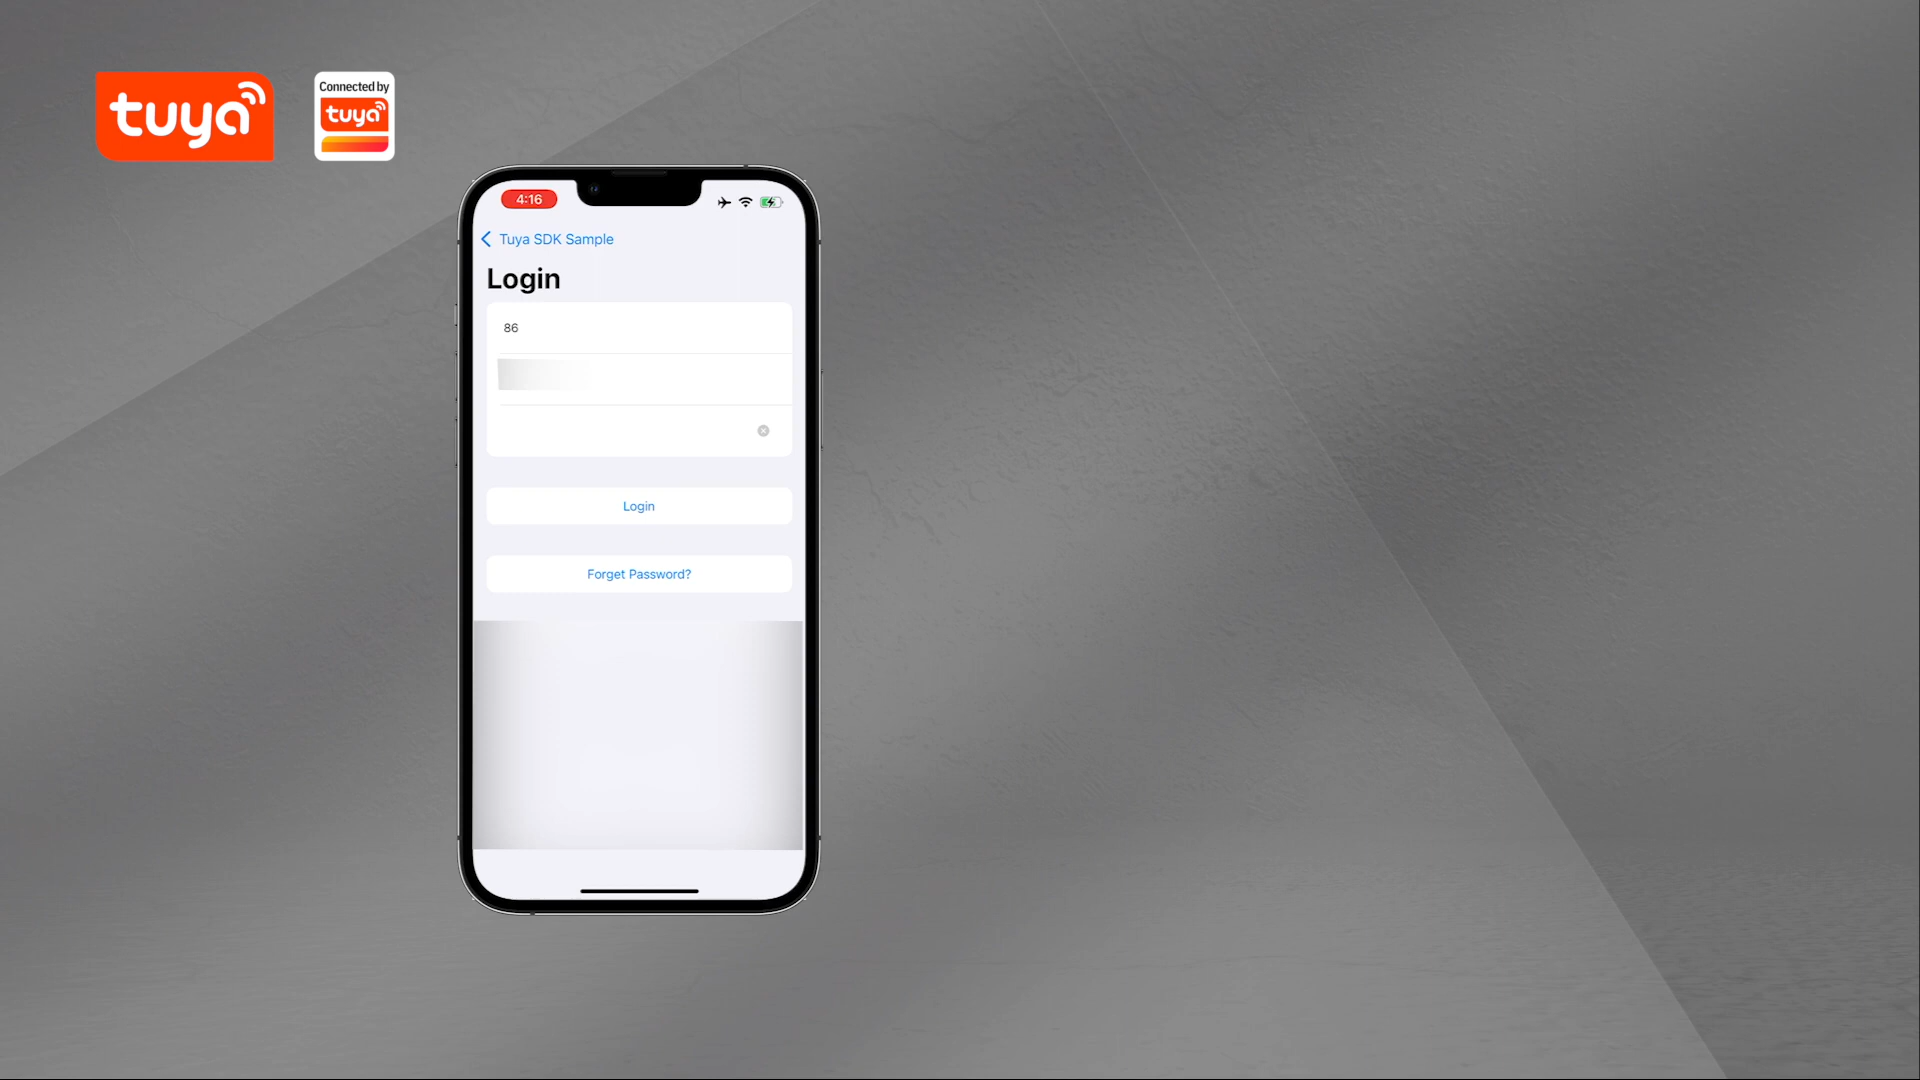 tuya
Connected by
tuya
4:16
Tuya SDK Sample
Login
86
Login
Forget Password?